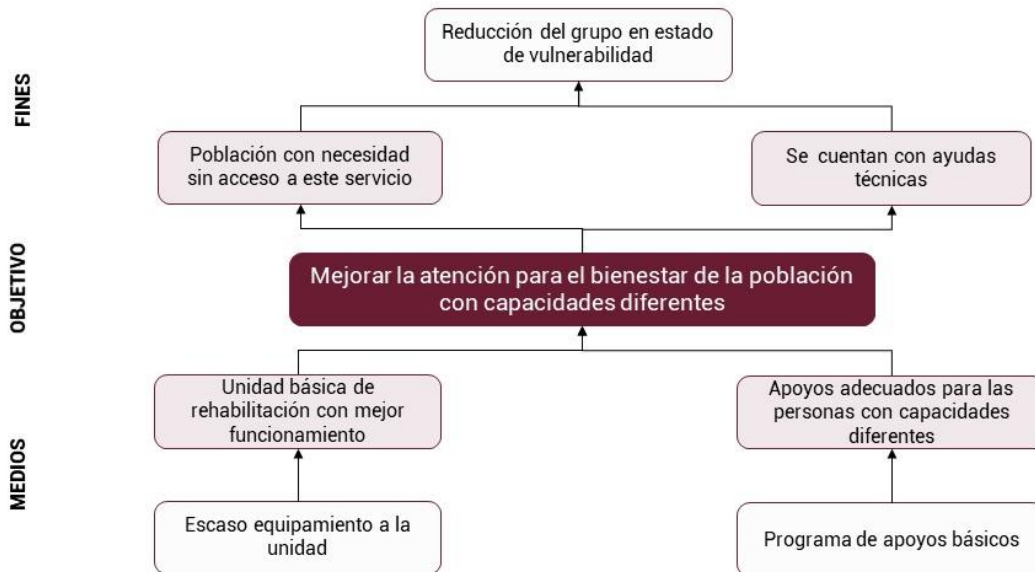 Reducción del grupo en estado
de vulnerabilidad
FINES
Población con necesidad
sin acceso a este servicio
Se cuentan con ayudas
técnicas
OBJETIVO
Mejorar la atención para el bienestar de la población
con capacidades diferentes
Unidad básica de
rehabilitación con mejor
funcionamiento
Apoyos adecuados para las
personas con capacidades
diferentes
MEDIOS
Escaso equipamiento a la
unidad
Programa de apoyos básicos